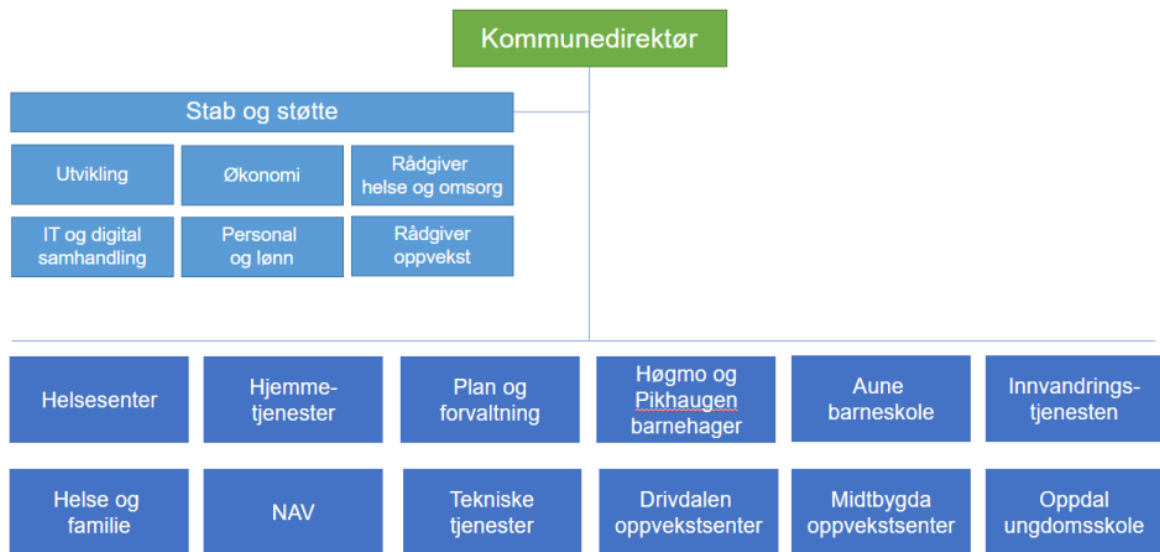 Kommunedirektør
Stab og støtte
Utvikling
Økonomi
Rådgiver
helse og omsorg
IT og digital
samhandling
Personal
og lønn
Rådgiver
oppvekst
Helsesenter
Hjemme-
tjenester
Plan og
forvaltning
Høgmo og
Pikhaugen
barnehager
Aune
barneskole
Innvandrings-
tjenesten
Helse og
familie
NAV
Tekniske
tjenester
Drivdalen
oppvekstsenter
Midtbygda
oppvekstsenter
Oppdal
ungdomsskole